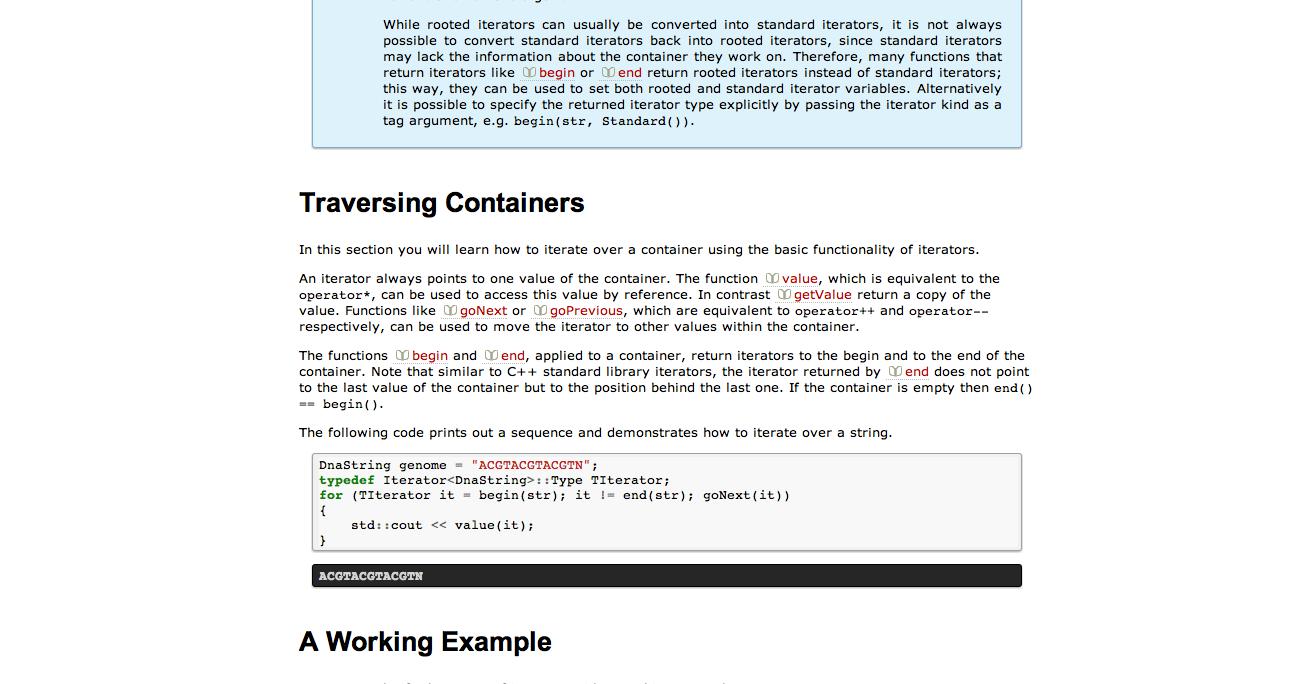 While rooted iterators can usually be converted into standard iterators, it is not always
possible to convert standard iterators back into rooted iterators, since standard iterators
may lack the information about the container they work on. Therefore, many functions that
return iterators like begin or end return rooted iterators instead of standard iterators;
this way, they can be used to set both rooted and standard iterator variables. Alternatively
it is possible to specify the returned iterator type explicitly by passing the iterator kind as a
tag argument, e.g. begin(str, Standard()).
Traversing Containers
In this section you will learn how to iterate over a container using the basic functionality of iterators.
An iterator always points to one value of the container. The function value, which is equivalent to the
operator*, can be used to access this value by reference. In contrast getValue return a copy of the
value. Functions like goNext or goPrevious, which are equivalent to operator++ and operator--
respectively, can be used to move the iterator to other values within the container.
The functions begin and end, applied to a container, return iterators to the begin and to the end of the
container. Note that similar to C++ standard library iterators, the iterator returned by end does not point
to the last value of the container but to the position behind the last one. If the container is empty then end()
== begin().
The following code prints out a sequence and demonstrates how to iterate over a string.
DnaString genome = "ACGTACGTACGTN";
typedef Iterator<DnaString>::Type TIterator;
for (TIterator it = begin(str); it != end(str); goNext(it))
{
    std::cout << value(it);
}
ACGTACGTACGTN
A Working Example